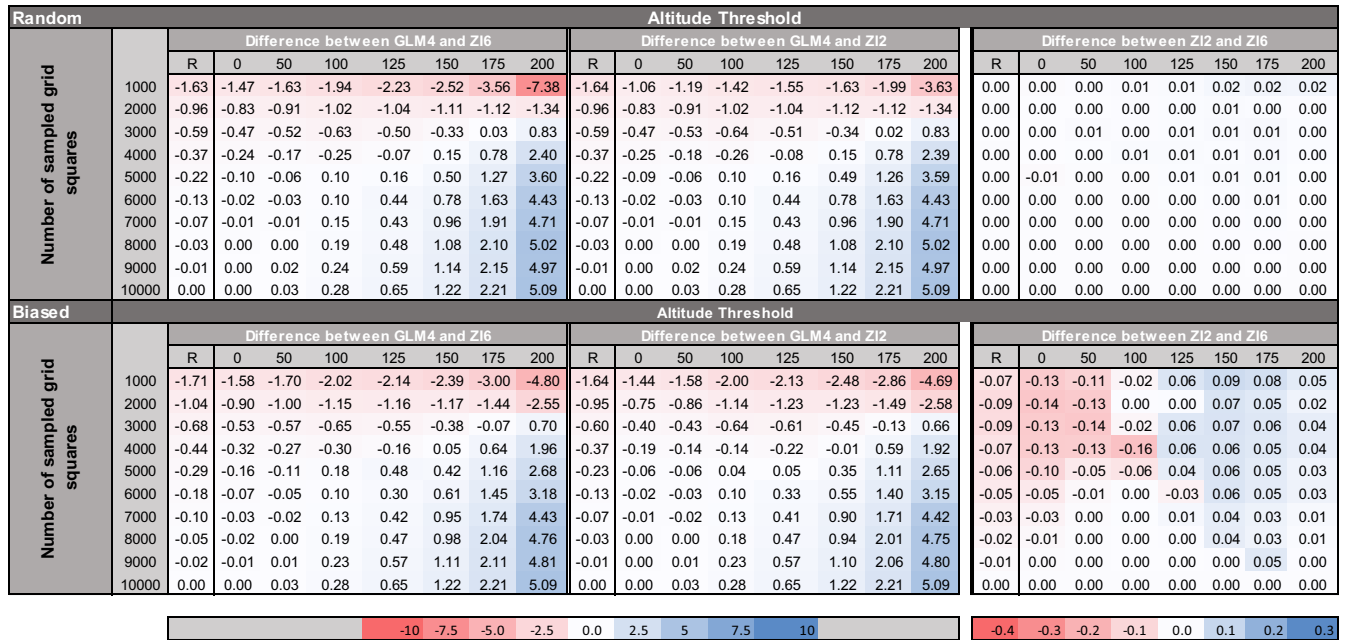 Random Altitude Threshold
Difference between GLM4 and ZI6 Difference between GLM4 and ZI2 Difference between ZI2 and ZI6
R 0 50 100 125 150 175 200 R 0 50 100 125 150 175 200 R 0 50 100 125 150 175 200
Number of sampled grid
squares
1000 -1.63 -1.47 -1.63 -1.94 -2.23 -2.52 -3.56 -7.38 -1.64 -1.06 -1.19 -1.42 -1.55 -1.63 -1.99 -3.63 0.00 0.00 0.00 0.01 0.01 0.02 0.02 0.02
2000 -0.96 -0.83 -0.91 -1.02 -1.04 -1.11 -1.12 -1.34 -0.96 -0.83 -0.91 -1.02 -1.04 -1.12 -1.12 -1.34 0.00 0.00 0.00 0.00 0.01 0.01 0.01 0.00
3000 -0.59 -0.47 -0.52 -0.63 -0.50 -0.33 0.03 0.83 -0.59 -0.47 -0.53 -0.64 -0.51 -0.34 0.02 0.83 0.00 0.00 0.01 0.00 0.01 0.01 0.01 0.00
4000 -0.37 -0.24 -0.17 -0.25 -0.07 0.15 0.78 2.40 -0.37 -0.25 -0.18 -0.26 -0.08 0.15 0.78 2.39 0.00 0.00 0.00 0.01 0.01 0.01 0.01 0.00
5000 -0.22 -0.10 -0.06 0.10 0.16 0.50 1.27 3.60 -0.22 -0.09 -0.06 0.10 0.16 0.49 1.26 3.59 0.00 -0.01 0.00 0.00 0.00 0.01 0.01 0.00
6000 -0.13 -0.02 -0.03 0.10 0.44 0.78 1.63 4.43 -0.13 -0.02 -0.03 0.10 0.44 0.78 1.63 4.43 0.00 0.00 0.00 0.00 0.00 0.00 0.01 0.00
7000 -0.07 -0.01 -0.01 0.15 0.43 0.96 1.91 4.71 -0.07 -0.01 -0.01 0.15 0.43 0.96 1.90 4.71 0.00 0.00 0.00 0.00 0.00 0.00 0.00 0.00
8000 -0.03 0.00 0.00 0.19 0.48 1.08 2.10 5.02 -0.03 0.00 0.00 0.19 0.48 1.08 2.10 5.02 0.00 0.00 0.00 0.00 0.00 0.00 0.00 0.00
9000 -0.01 0.00 0.02 0.24 0.59 1.14 2.15 4.97 -0.01 0.00 0.02 0.24 0.59 1.14 2.15 4.97 0.00 0.00 0.00 0.00 0.00 0.00 0.00 0.00
10000 0.00 0.00 0.03 0.28 0.65 1.22 2.21 5.09 0.00 0.00 0.03 0.28 0.65 1.22 2.21 5.09 0.00 0.00 0.00 0.00 0.00 0.00 0.00 0.00
Biased Altitude Threshold
Difference between GLM4 and ZI6 Difference between GLM4 and ZI2 Difference between ZI2 and ZI6
R 0 50 100 125 150 175 200 R 0 50 100 125 150 175 200 R 0 50 100 125 150 175 200
Number of sampled grid
squares
1000 -1.71 -1.58 -1.70 -2.02 -2.14 -2.39 -3.00 -4.80 -1.64 -1.44 -1.58 -2.00 -2.13 -2.48 -2.86 -4.69 -0.07 -0.13 -0.11 -0.02 0.06 0.09 0.08 0.05
2000 -1.04 -0.90 -1.00 -1.15 -1.16 -1.17 -1.44 -2.55 -0.95 -0.75 -0.86 -1.14 -1.23 -1.23 -1.49 -2.58 -0.09 -0.14 -0.13 0.00 0.00 0.07 0.05 0.02
3000 -0.68 -0.53 -0.57 -0.65 -0.55 -0.38 -0.07 0.70 -0.60 -0.40 -0.43 -0.64 -0.61 -0.45 -0.13 0.66 -0.09 -0.13 -0.14 -0.02 0.06 0.07 0.06 0.04
4000 -0.44 -0.32 -0.27 -0.30 -0.16 0.05 0.64 1.96 -0.37 -0.19 -0.14 -0.14 -0.22 -0.01 0.59 1.92 -0.07 -0.13 -0.13 -0.16 0.06 0.06 0.05 0.04
5000 -0.29 -0.16 -0.11 0.18 0.48 0.42 1.16 2.68 -0.23 -0.06 -0.06 0.04 0.05 0.35 1.11 2.65 -0.06 -0.10 -0.05 -0.06 0.04 0.06 0.05 0.03
6000 -0.18 -0.07 -0.05 0.10 0.30 0.61 1.45 3.18 -0.13 -0.02 -0.03 0.10 0.33 0.55 1.40 3.15 -0.05 -0.05 -0.01 0.00 -0.03 0.06 0.05 0.03
7000 -0.10 -0.03 -0.02 0.13 0.42 0.95 1.74 4.43 -0.07 -0.01 -0.02 0.13 0.41 0.90 1.71 4.42 -0.03 -0.03 0.00 0.00 0.01 0.04 0.03 0.01
8000 -0.05 -0.02 0.00 0.19 0.47 0.98 2.04 4.76 -0.03 0.00 0.00 0.18 0.47 0.94 2.01 4.75 -0.02 -0.01 0.00 0.00 0.00 0.04 0.03 0.01
9000 -0.02 -0.01 0.01 0.23 0.57 1.11 2.11 4.81 -0.01 0.00 0.01 0.23 0.57 1.10 2.06 4.80 -0.01 0.00 0.00 0.00 0.00 0.00 0.05 0.00
10000 0.00 0.00 0.03 0.28 0.65 1.22 2.21 5.09 0.00 0.00 0.03 0.28 0.65 1.22 2.21 5.09 0.00 0.00 0.00 0.00 0.00 0.00 0.00 0.00
-10 -7.5 -5.0 -2.5 0.0 2.5 5 7.5 10 -0.4 -0.3 -0.2 -0.1 0.0 0.1 0.2 0.3